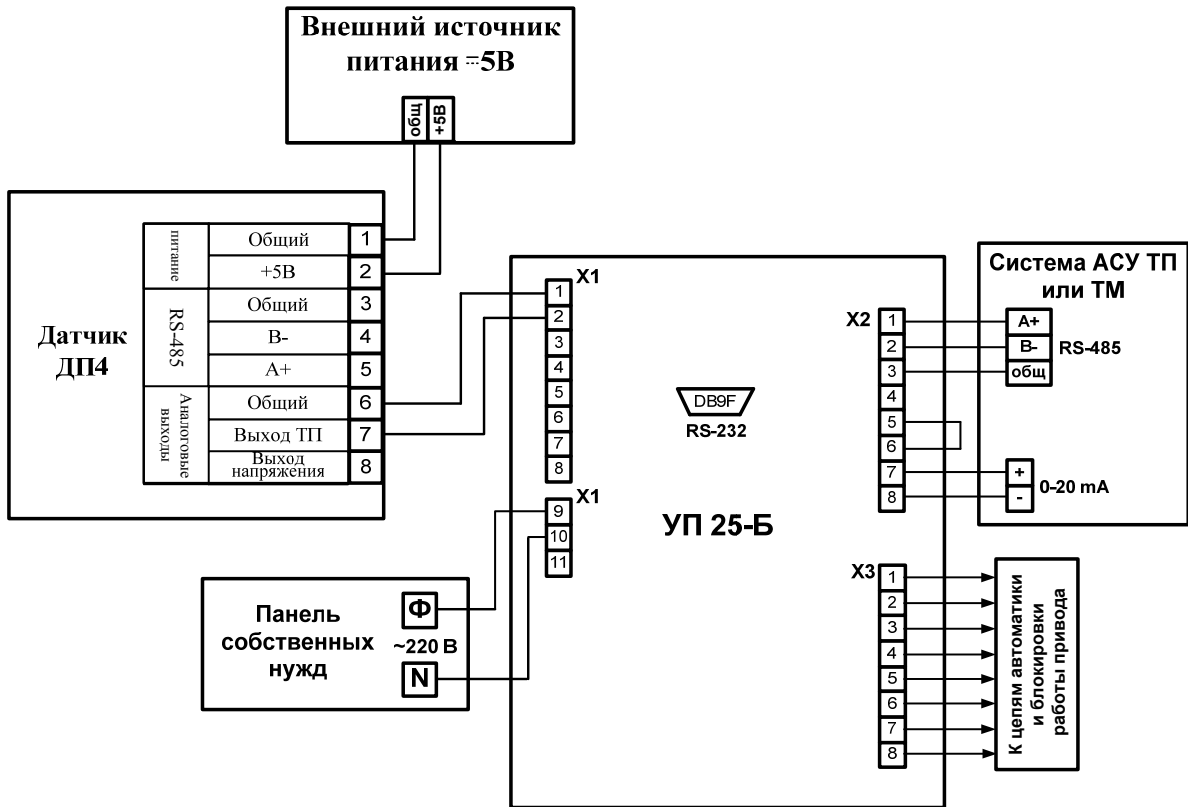 Внешний источник
питания =5В
общ
+5В
Датчик
ДП4
питание
Общий
1
+5В
2
RS-485
Общий
3
В-
4
А+
5
Аналоговые
выходы
Общий
6
Выход ТП
7
Выход
напряжения
8
X1
1
2
3
4
5
6
7
8
X1
9
10
11
DB9F
RS-232
УП 25-Б
X2
1
2
3
4
5
6
7
8
Система АСУ ТП
или ТМ
А+
В-
общ
RS-485
+
-
0-20 mA
X3
1
2
3
4
5
6
7
8
К цепям автоматики
и блокировки
работы привода
Панель
собственных
нужд
Ф
~220 В
N